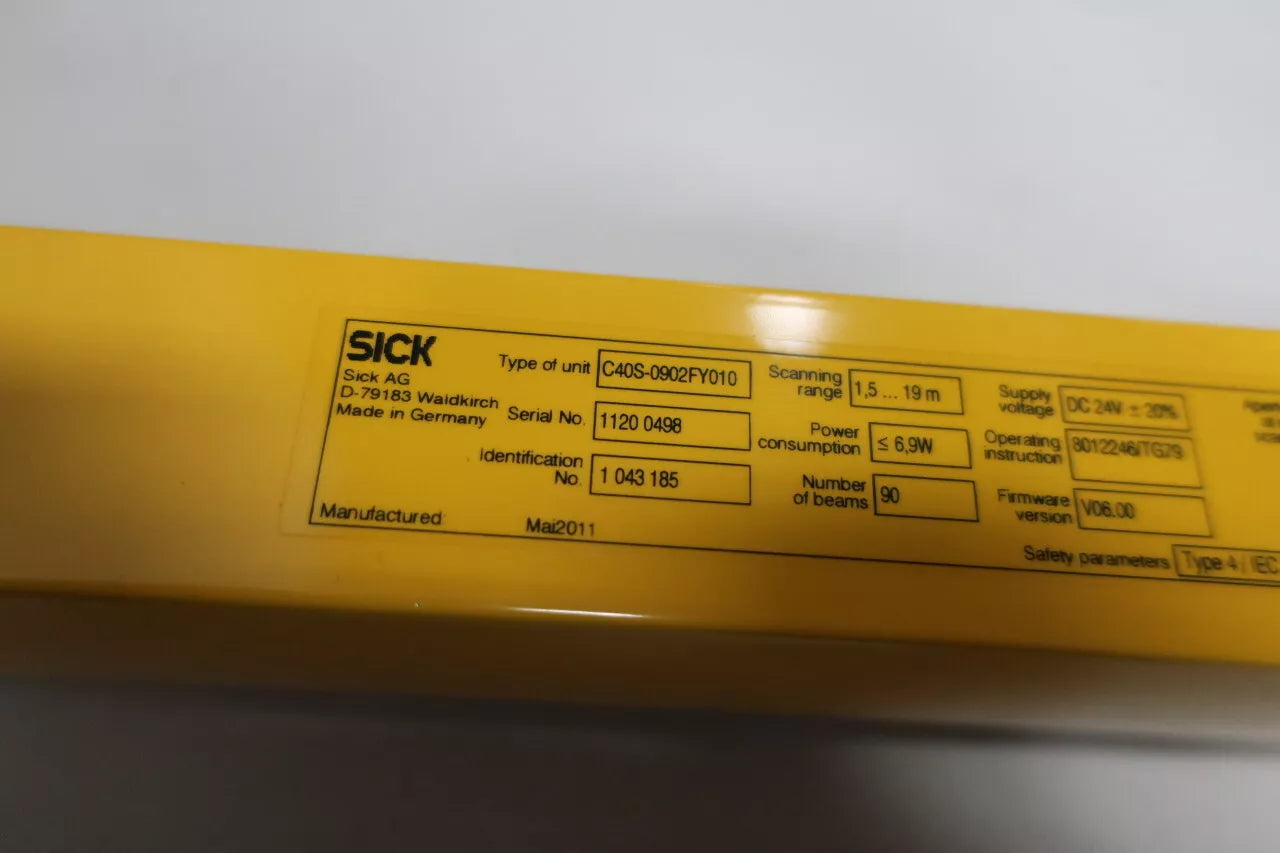 SICK
Sick AG
D-79183 Waldkirch
Made in Germany
Type of unit C40S-0902FY010
Serial No. 1120 0498
Identification
No. 1 043 185
Manufactured Mai2011
Scanning
range 1,5 ... 19 m
Power
consumption ≤ 6,9W
Number
of beams 90
Supply
voltage DC 24V ± 20%
Operating
instruction 8012246/TG79
Firmware
version V06.00
Safety parameters Type 4 / IEC